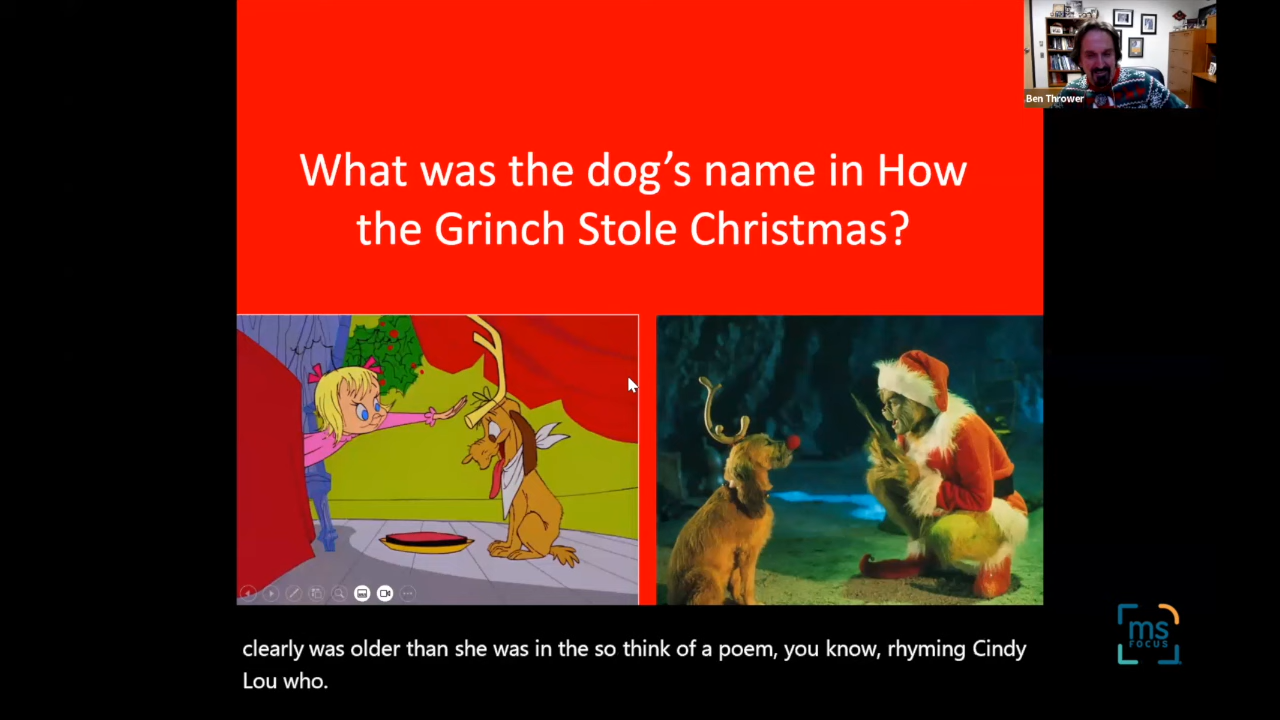 Ben Thrower
What was the dog's name in How
the Grinch Stole Christmas?
clearly was older than she was in the so think of a poem, you know, rhyming Cindy
Lou who.
ms
FOCUS